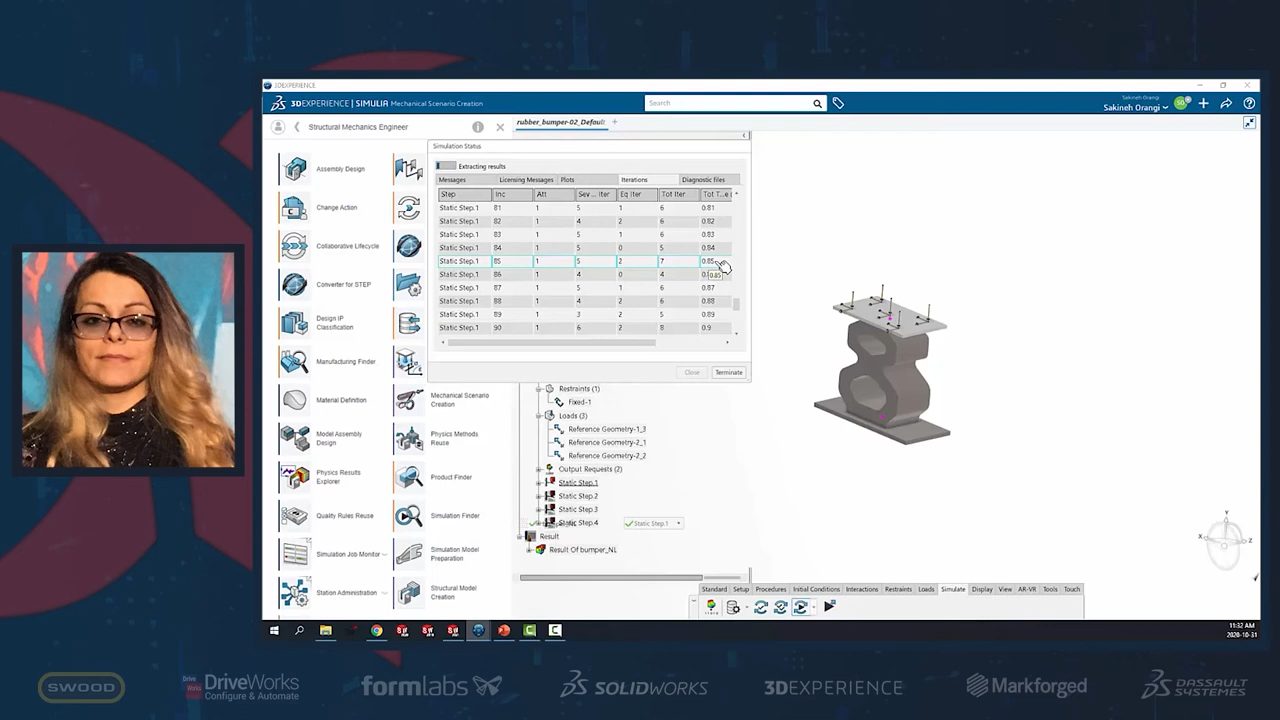 3DEXPERIENCE
3DEXPERIENCE | SIMULIA Mechanical Scenario Creation
Search
Sakineh Orangi
Sakineh Orangi
SO
Structural Mechanics Engineer
rubber_bumper-02_Default
Assembly Design
Change Action
Collaborative Lifecycle
Converter for STEP
Design IP Classification
Manufacturing Finder
Material Definition
Mechanical Scenario Creation
Model Assembly Design
Physics Methods Reuse
Physics Results Explorer
Product Finder
Quality Rules Reuse
Simulation Finder
Simulation Job Monitor
Simulation Model Preparation
Station Administration
Structural Model Creation
Simulation Status
Extracting results
Messages Licensing Messages Plots Iterations Diagnostic files
Step Inc Att Sev ... Iter Eq Iter Tot Iter Tot T...e
Static Step.1 81 1 5 1 6 0.81
Static Step.1 82 1 4 2 6 0.82
Static Step.1 83 1 5 1 6 0.83
Static Step.1 84 1 5 0 5 0.84
Static Step.1 85 1 5 2 7 0.85
0.85
Static Step.1 86 1 4 0 4
Static Step.1 87 1 5 1 6 0.87
Static Step.1 88 1 4 2 6 0.88
Static Step.1 89 1 3 2 5 0.89
Static Step.1 90 1 6 2 8 0.9
Close Terminate
Restraints (1)
Fixed-1
Loads (3)
Reference Geometry-1_3
Reference Geometry-2_1
Reference Geometry-2_2
Output Requests (2)
Static Step.1
Static Step.2
Static Step.3
Static Step.4
Static Step.1
Result
Result Of bumper_NL
Y
X Z
Standard Setup Procedures Initial Conditions Interactions Restraints Loads Simulate Display View AR-VR Tools Touch
11:32 AM
2020-10-31
SWOOD
DriveWorks
DriveWorks
Configure & Automate
formlabs
SOLIDWORKS
3DEXPERIENCE
Markforged
DASSAULT SYSTEMES